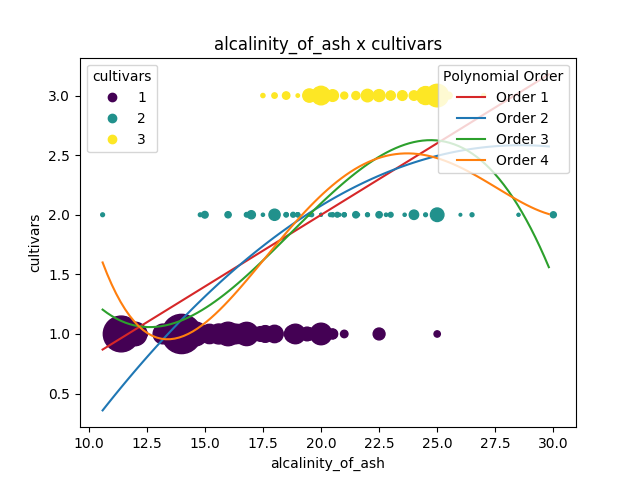 alcalinity_of_ash x cultivars
cultivars
1
2
3
Polynomial Order
Order 1
Order 2
Order 3
Order 4
cultivars
3.0
2.5
2.0
1.5
1.0
0.5
10.0 12.5 15.0 17.5 20.0 22.5 25.0 27.5 30.0
alcalinity_of_ash